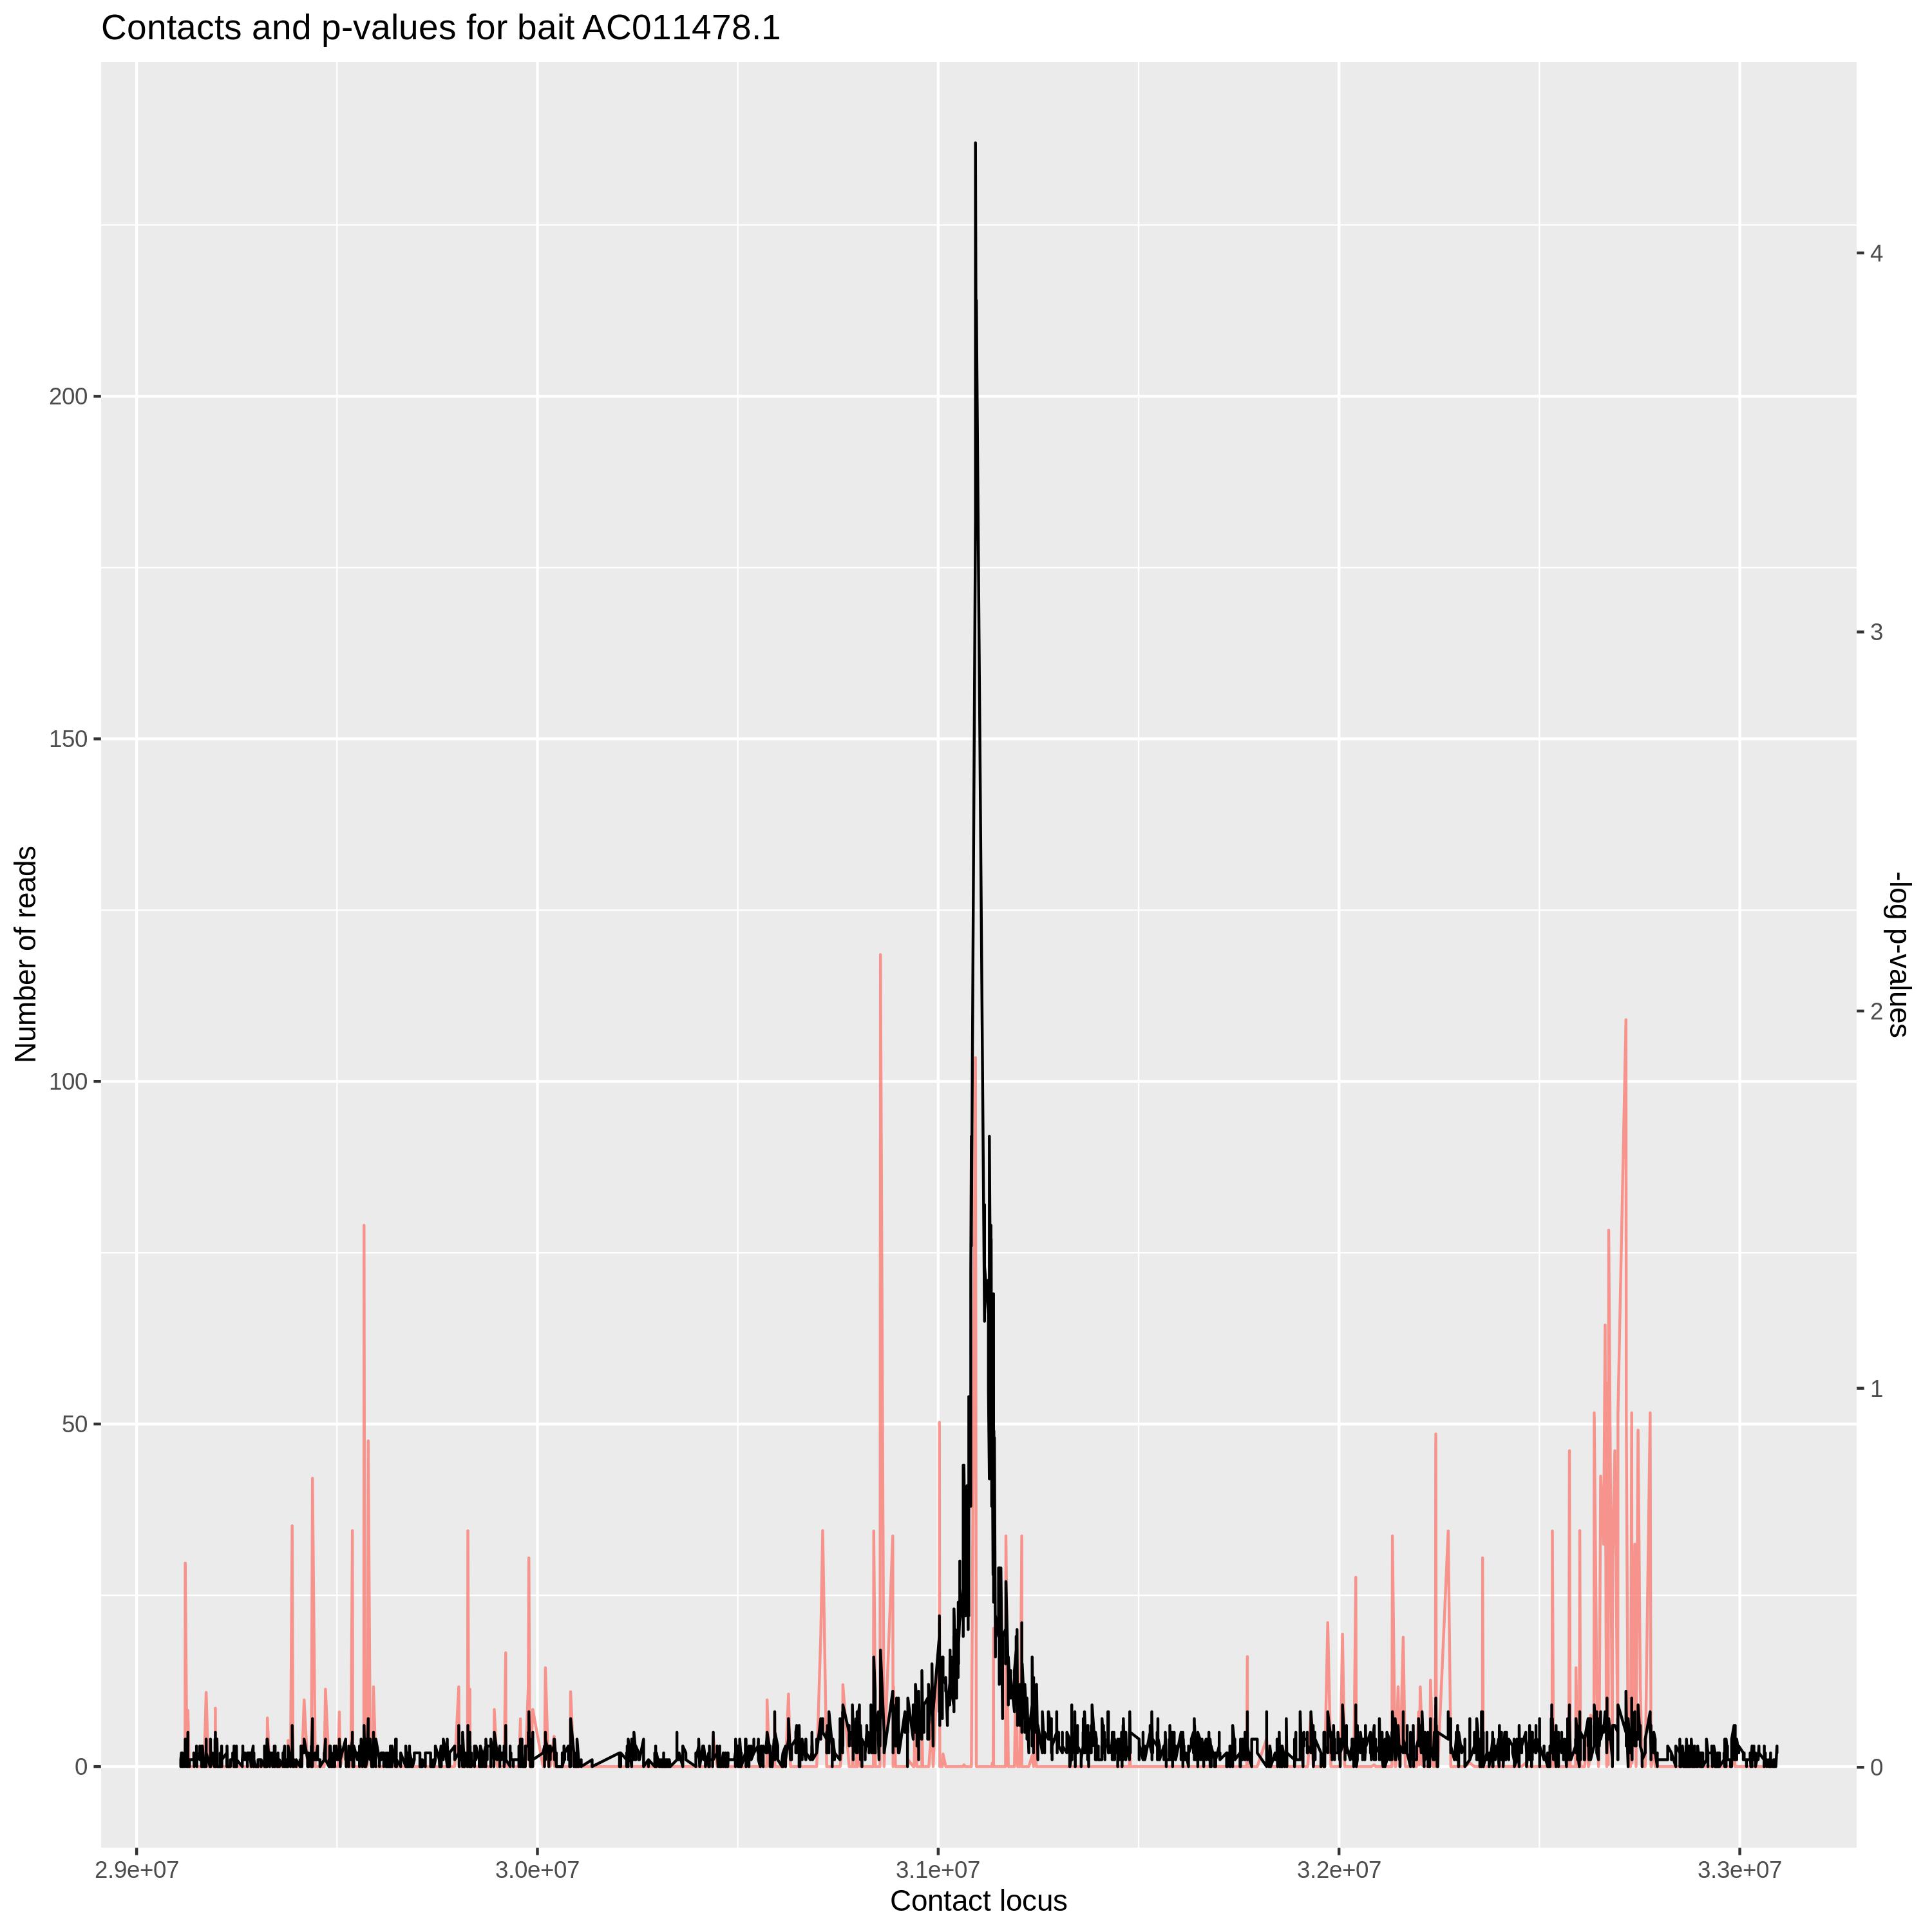 Contacts and p-values for bait AC011478.1
Number of reads
200
150
100
50
0
4
3
2
1
0
-log p-values
2.9e+07 3.0e+07 3.1e+07 3.2e+07 3.3e+07
Contact locus